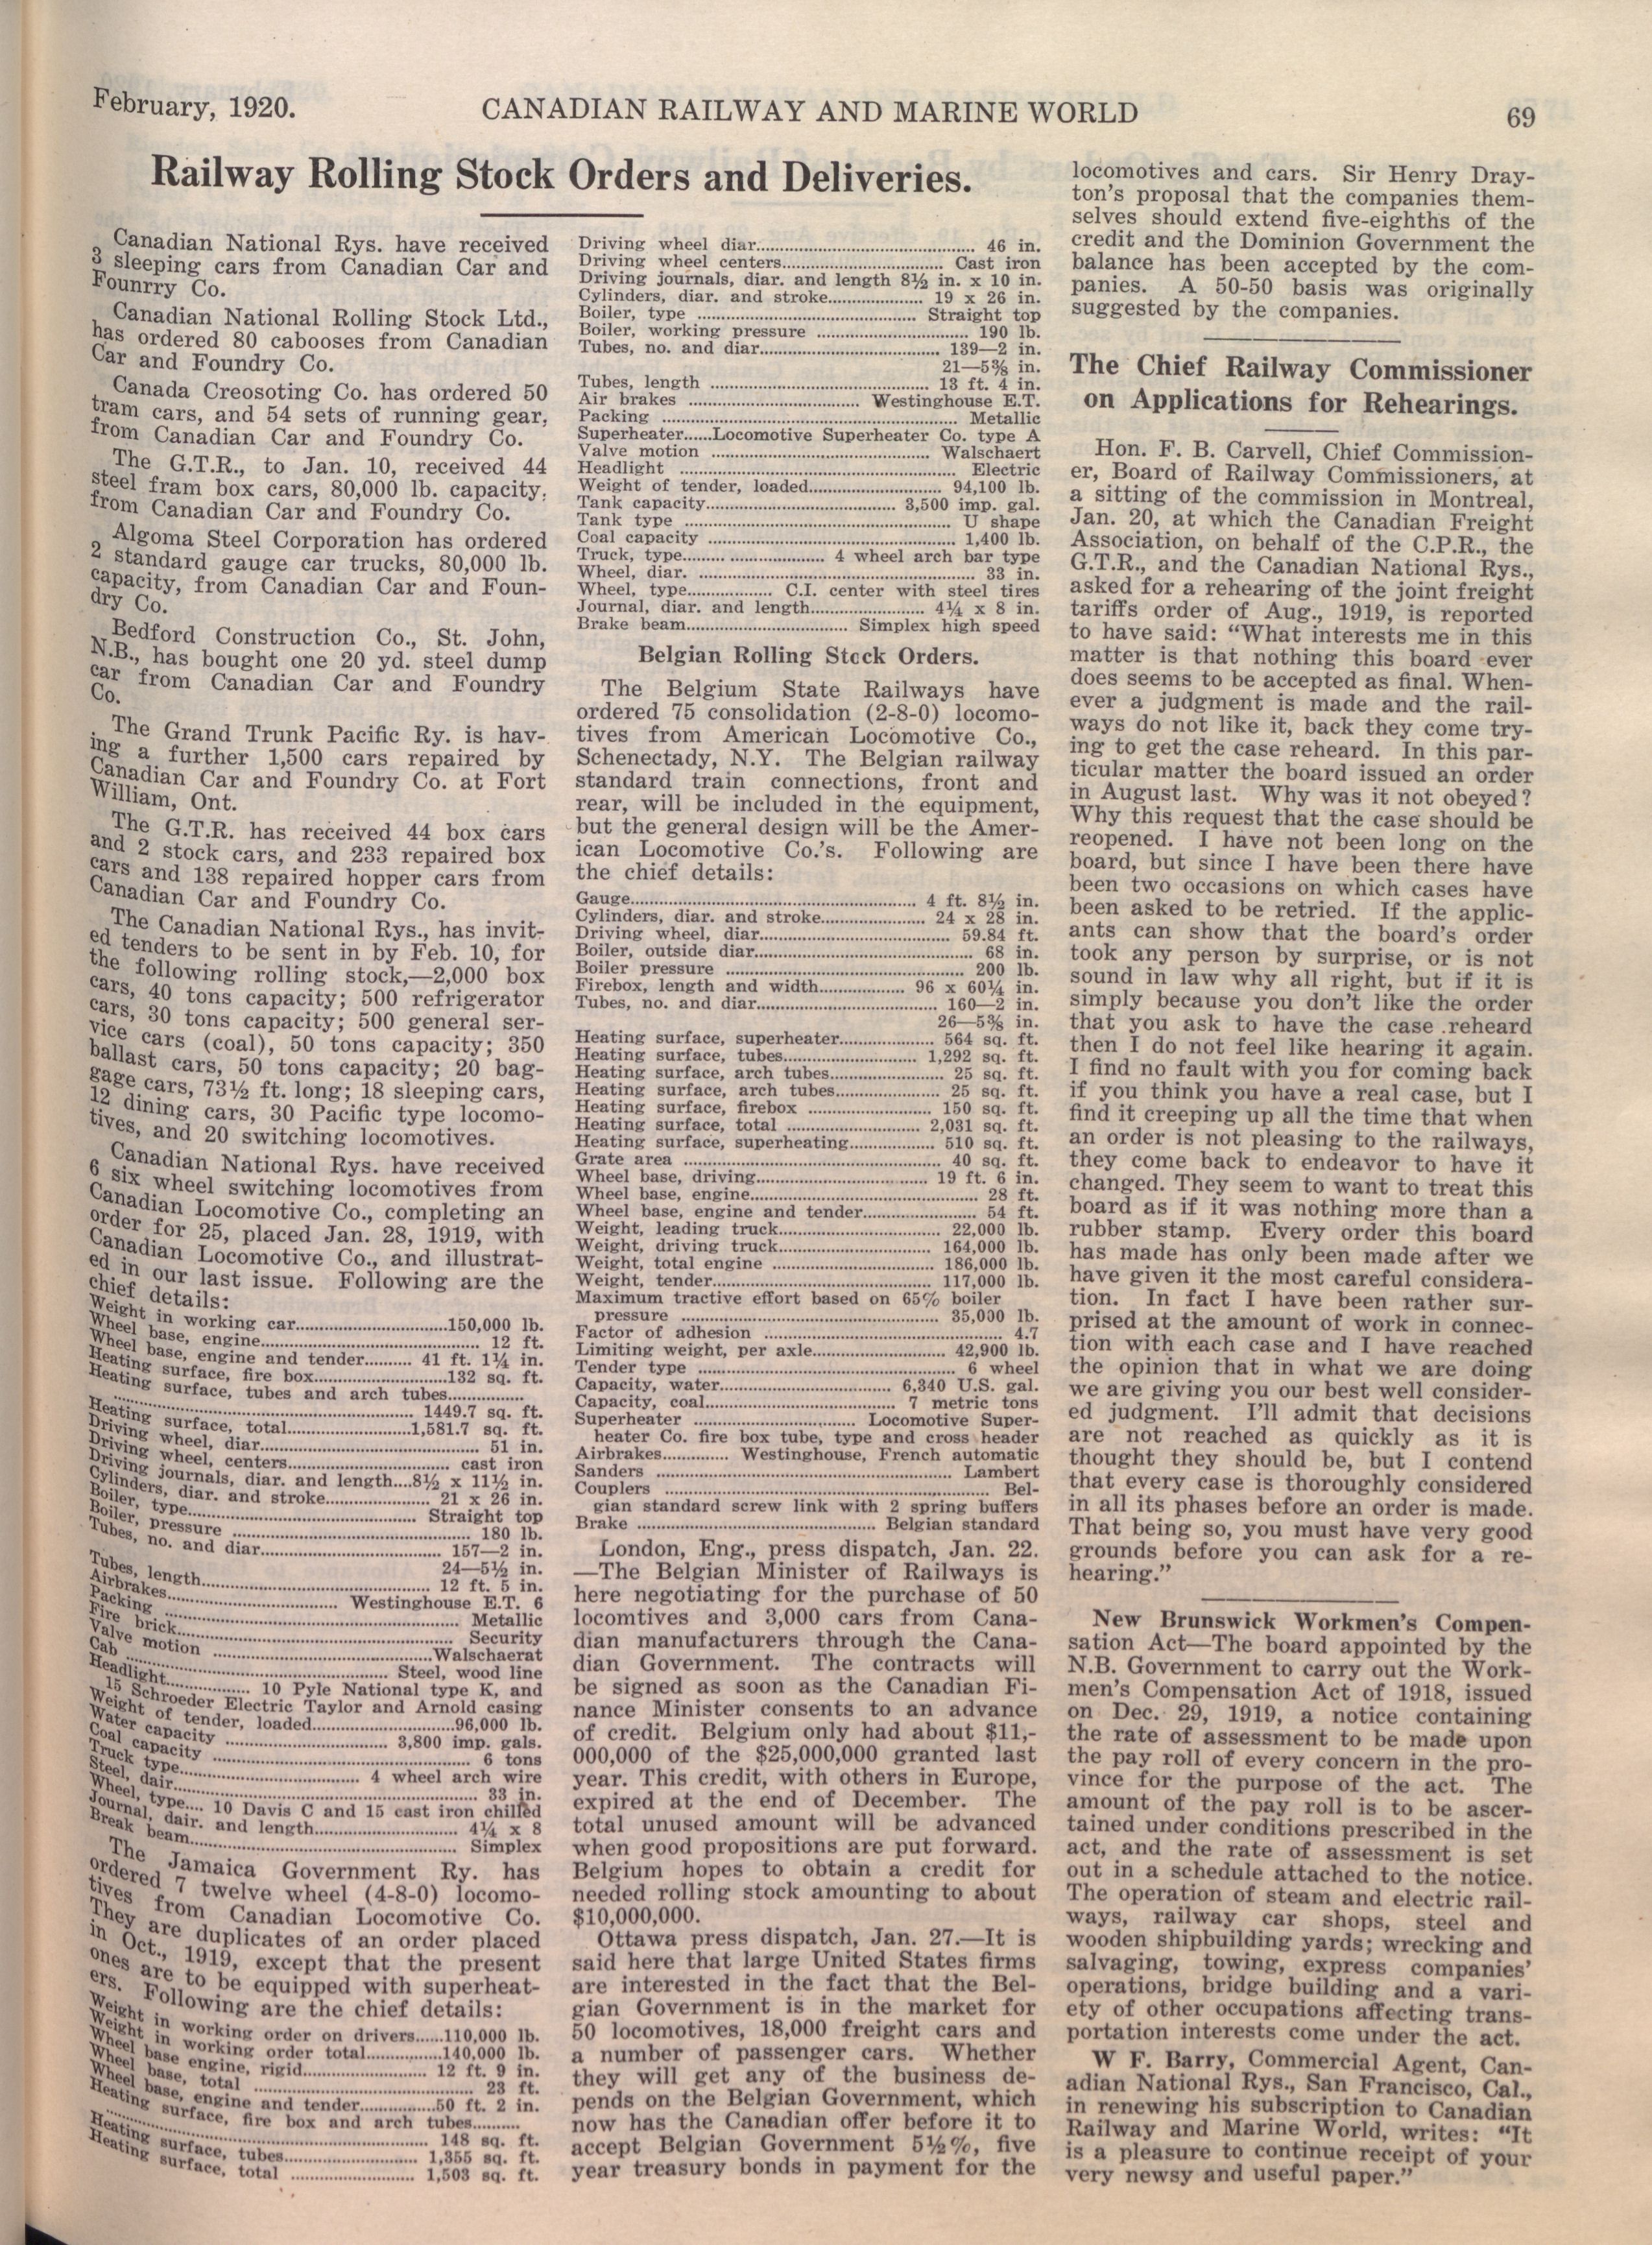 February, 1920.
CANADIAN RAILWAY AND MARINE WORLD
69
Railway Rolling Stock Orders and Deliveries.
Canadian National Rys. have received
3 sleeping cars from Canadian Car and
Founrry Co.
Canadian National Rolling Stock Ltd.,
has ordered 80 cabooses from Canadian
Car and Foundry Co.
Canada Creosoting Co. has ordered 50
tram cars, and 54 sets of running gear,
from Canadian Car and Foundry Co.
The G.T.R., to Jan. 10, received 44
steel fram box cars, 80,000 lb. capacity,
from Canadian Car and Foundry Co.
Algoma Steel Corporation has ordered
2 standard gauge car trucks, 80,000 lb.
capacity, from Canadian Car and Foun-
dry Co.
Bedford Construction Co., St. John,
N.B., has bought one 20 yd. steel dump
car from Canadian Car and Foundry
Co.
The Grand Trunk Pacific Ry. is hav-
ing a further 1,500 cars repaired by
Canadian Car and Foundry Co. at Fort
William, Ont.
The G.T.R. has received 44 box cars
and 2 stock cars, and 233 repaired box
cars and 138 repaired hopper cars from
Canadian Car and Foundry Co.
The Canadian National Rys., has invit-
ed tenders to be sent in by Feb. 10, for
the following rolling stock,—2,000 box
cars, 40 tons capacity; 500 refrigerator
cars, 30 tons capacity; 500 general ser-
vice cars (coal), 50 tons capacity; 350
ballast cars, 50 tons capacity; 20 bag-
gage cars, 73½ ft. long; 18 sleeping cars,
12 dining cars, 30 Pacific type locomo-
tives, and 20 switching locomotives.
Canadian National Rys. have received
6 six wheel switching locomotives from
Canadian Locomotive Co., completing an
order for 25, placed Jan. 28, 1919, with
Canadian Locomotive Co., and illustrat-
ed in our last issue. Following are the
chief details:
Weight in working car........150,000 lb.
Wheel base, engine........ 12 ft.
Wheel base, engine and tender........ 41 ft. 1¼ in.
Heating surface, fire box........132 sq. ft.
Heating surface, tubes and arch tubes........
........ 1449.7 sq. ft.
Heating surface, total........1,581.7 sq. ft.
Driving wheel, diar........ 51 in.
Driving wheel, centers........ cast iron
Driving journals, diar. and length....8½ x 11½ in.
Cylinders, diar. and stroke........ 21 x 26 in.
Boiler, type........ Straight top
Boiler, pressure ........ 180 lb.
Tubes, no. and diar........ 157—2 in.
24—5½ in.
Tubes, length........ 12 ft. 5 in.
Airbrakes........ Westinghouse E.T. 6
Packing ........ Metallic
Fire brick........ Security
Valve motion ........Walschaerat
Cab ........ Steel, wood line
Headlight........ 10 Pyle National type K, and
15 Schroeder Electric Taylor and Arnold casing
Weight of tender, loaded........96,000 lb.
Water capacity ........ 3,800 imp. gals.
Coal capacity ........ 6 tons
Truck type........ 4 wheel arch wire
Steel, dair........ 33 in.
Wheel, type.... 10 Davis C and 15 cast iron chilled
Journal, dair. and length........ 4¼ x 8
Break beam........ Simplex
The Jamaica Government Ry. has
ordered 7 twelve wheel (4-8-0) locomo-
tives from Canadian Locomotive Co.
They are duplicates of an order placed
in Oct., 1919, except that the present
ones are to be equipped with superheat-
ers. Following are the chief details:
Weight in working order on drivers......110,000 lb.
Weight in working order total........140,000 lb.
Wheel base engine, rigid........ 12 ft. 9 in.
Wheel base, total ........ 23 ft.
Wheel base, engine and tender........50 ft. 2 in.
Heating surface, fire box and arch tubes........
........ 148 sq. ft.
Heating surface, tubes........ 1,355 sq. ft.
Heating surface, total ........ 1,503 sq. ft.
Driving wheel diar........ 46 in.
Driving wheel centers........ Cast iron
Driving journals, diar. and length 8½ in. x 10 in.
Cylinders, diar. and stroke........ 19 x 26 in.
Boiler, type ........ Straight top
Boiler, working pressure ........ 190 lb.
Tubes, no. and diar........ 139—2 in.
21—5⅜ in.
Tubes, length ........ 13 ft. 4 in.
Air brakes ........ Westinghouse E.T.
Packing ........ Metallic
Superheater......Locomotive Superheater Co. type A
Valve motion ........ Walschaert
Headlight ........ Electric
Weight of tender, loaded........ 94,100 lb.
Tank capacity........ 3,500 imp. gal.
Tank type ........ U shape
Coal capacity ........ 1,400 lb.
Truck, type........ 4 wheel arch bar type
Wheel, diar. ........ 33 in.
Wheel, type........ C.I. center with steel tires
Journal, diar. and length........ 4¼ x 8 in.
Brake beam........ Simplex high speed
Belgian Rolling Stock Orders.
The Belgium State Railways have
ordered 75 consolidation (2-8-0) locomo-
tives from American Locomotive Co.,
Schenectady, N.Y. The Belgian railway
standard train connections, front and
rear, will be included in the equipment,
but the general design will be the Amer-
ican Locomotive Co.'s. Following are
the chief details:
Gauge........ 4 ft. 8½ in.
Cylinders, diar. and stroke........ 24 x 28 in.
Driving wheel, diar........ 59.84 ft.
Boiler, outside diar........ 68 in.
Boiler pressure ........ 200 lb.
Firebox, length and width........ 96 x 60¼ in.
Tubes, no. and diar........ 160—2 in.
26—5⅜ in.
Heating surface, superheater........ 564 sq. ft.
Heating surface, tubes........ 1,292 sq. ft.
Heating surface, arch tubes........ 25 sq. ft.
Heating surface, arch tubes........ 25 sq. ft.
Heating surface, firebox ........ 150 sq. ft.
Heating surface, total ........ 2,031 sq. ft.
Heating surface, superheating........ 510 sq. ft.
Grate area ........ 40 sq. ft.
Wheel base, driving........ 19 ft. 6 in.
Wheel base, engine........ 28 ft.
Wheel base, engine and tender........ 54 ft.
Weight, leading truck........ 22,000 lb.
Weight, driving truck........ 164,000 lb.
Weight, total engine ........ 186,000 lb.
Weight, tender........ 117,000 lb.
Maximum tractive effort based on 65% boiler
pressure ........ 35,000 lb.
Factor of adhesion ........ 4.7
Limiting weight, per axle........ 42,900 lb.
Tender type ........ 6 wheel
Capacity, water........ 6,340 U.S. gal.
Capacity, coal........ 7 metric tons
Superheater ........ Locomotive Super-
heater Co. fire box tube, type and cross header
Airbrakes........ Westinghouse, French automatic
Sanders ........ Lambert
Couplers ........ Bel-
gian standard screw link with 2 spring buffers
Brake ........ Belgian standard
London, Eng., press dispatch, Jan. 22.
—The Belgian Minister of Railways is
here negotiating for the purchase of 50
locomtives and 3,000 cars from Cana-
dian manufacturers through the Cana-
dian Government. The contracts will
be signed as soon as the Canadian Fi-
nance Minister consents to an advance
of credit. Belgium only had about $11,-
000,000 of the $25,000,000 granted last
year. This credit, with others in Europe,
expired at the end of December. The
total unused amount will be advanced
when good propositions are put forward.
Belgium hopes to obtain a credit for
needed rolling stock amounting to about
$10,000,000.
Ottawa press dispatch, Jan. 27.—It is
said here that large United States firms
are interested in the fact that the Bel-
gian Government is in the market for
50 locomotives, 18,000 freight cars and
a number of passenger cars. Whether
they will get any of the business de-
pends on the Belgian Government, which
now has the Canadian offer before it to
accept Belgian Government 5½%, five
year treasury bonds in payment for the
locomotives and cars. Sir Henry Dray-
ton's proposal that the companies them-
selves should extend five-eighths of the
credit and the Dominion Government the
balance has been accepted by the com-
panies. A 50-50 basis was originally
suggested by the companies.
The Chief Railway Commissioner
on Applications for Rehearings.
Hon. F. B. Carvell, Chief Commission-
er, Board of Railway Commissioners, at
a sitting of the commission in Montreal,
Jan. 20, at which the Canadian Freight
Association, on behalf of the C.P.R., the
G.T.R., and the Canadian National Rys.,
asked for a rehearing of the joint freight
tariffs order of Aug., 1919, is reported
to have said: "What interests me in this
matter is that nothing this board ever
does seems to be accepted as final. When-
ever a judgment is made and the rail-
ways do not like it, back they come try-
ing to get the case reheard. In this par-
ticular matter the board issued an order
in August last. Why was it not obeyed?
Why this request that the case should be
reopened. I have not been long on the
board, but since I have been there have
been two occasions on which cases have
been asked to be retried. If the applic-
ants can show that the board's order
took any person by surprise, or is not
sound in law why all right, but if it is
simply because you don't like the order
that you ask to have the case .reheard
then I do not feel like hearing it again.
I find no fault with you for coming back
if you think you have a real case, but I
find it creeping up all the time that when
an order is not pleasing to the railways,
they come back to endeavor to have it
changed. They seem to want to treat this
board as if it was nothing more than a
rubber stamp. Every order this board
has made has only been made after we
have given it the most careful considera-
tion. In fact I have been rather sur-
prised at the amount of work in connec-
tion with each case and I have reached
the opinion that in what we are doing
we are giving you our best well consider-
ed judgment. I'll admit that decisions
are not reached as quickly as it is
thought they should be, but I contend
that every case is thoroughly considered
in all its phases before an order is made.
That being so, you must have very good
grounds before you can ask for a re-
hearing."
New Brunswick Workmen's Compen-
sation Act—The board appointed by the
N.B. Government to carry out the Work-
men's Compensation Act of 1918, issued
on Dec. 29, 1919, a notice containing
the rate of assessment to be made upon
the pay roll of every concern in the pro-
vince for the purpose of the act. The
amount of the pay roll is to be ascer-
tained under conditions prescribed in the
act, and the rate of assessment is set
out in a schedule attached to the notice.
The operation of steam and electric rail-
ways, railway car shops, steel and
wooden shipbuilding yards; wrecking and
salvaging, towing, express companies'
operations, bridge building and a vari-
ety of other occupations affecting trans-
portation interests come under the act.
W F. Barry, Commercial Agent, Can-
adian National Rys., San Francisco, Cal.,
in renewing his subscription to Canadian
Railway and Marine World, writes: "It
is a pleasure to continue receipt of your
very newsy and useful paper."